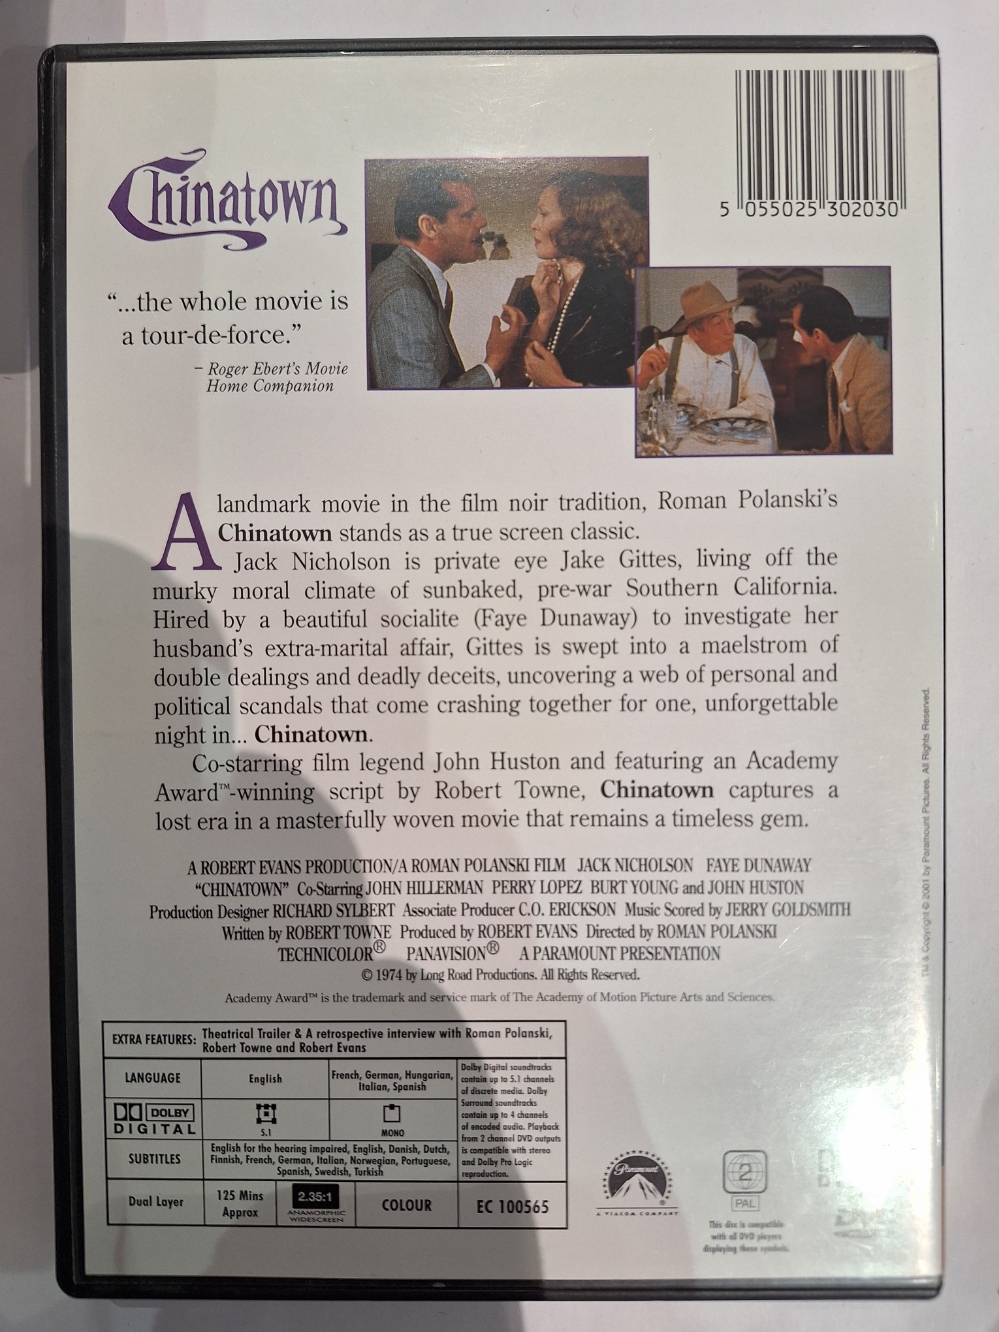 5 055025 302030
Chinatown
“...the whole movie is
a tour-de-force.”
– Roger Ebert's Movie
Home Companion
A landmark movie in the film noir tradition, Roman Polanski's
Chinatown stands as a true screen classic.
Jack Nicholson is private eye Jake Gittes, living off the
murky moral climate of sunbaked, pre-war Southern California.
Hired by a beautiful socialite (Faye Dunaway) to investigate her
husband's extra-marital affair, Gittes is swept into a maelstrom of
double dealings and deadly deceits, uncovering a web of personal and
political scandals that come crashing together for one, unforgettable
night in... Chinatown.
Co-starring film legend John Huston and featuring an Academy
Award™-winning script by Robert Towne, Chinatown captures a
lost era in a masterfully woven movie that remains a timeless gem.
A ROBERT EVANS PRODUCTION/A ROMAN POLANSKI FILM JACK NICHOLSON FAYE DUNAWAY
“CHINATOWN” Co-Starring JOHN HILLERMAN PERRY LOPEZ BURT YOUNG and JOHN HUSTON
Production Designer RICHARD SYLBERT Associate Producer C.O. ERICKSON Music Scored by JERRY GOLDSMITH
Written by ROBERT TOWNE Produced by ROBERT EVANS Directed by ROMAN POLANSKI
TECHNICOLOR® PANAVISION® A PARAMOUNT PRESENTATION
© 1974 by Long Road Productions. All Rights Reserved.
Academy Award™ is the trademark and service mark of The Academy of Motion Picture Arts and Sciences.
TM & Copyright © 2001 by Paramount Pictures. All Rights Reserved.
EXTRA FEATURES: Theatrical Trailer & A retrospective interview with Roman Polanski,
Robert Towne and Robert Evans
LANGUAGE
English
French, German, Hungarian,
Italian, Spanish
DOLBY
DIGITAL
5.1
MONO
Dolby Digital soundtracks
contain up to 5.1 channels
of discrete media. Dolby
Surround soundtracks
contain up to 4 channels
of encoded audio. Playback
from 2 channel DVD outputs
is compatible with stereo
and Dolby Pro Logic
reproduction.
SUBTITLES
English for the hearing impaired, English, Danish, Dutch,
Finnish, French, German, Italian, Norwegian, Portuguese,
Spanish, Swedish, Turkish
Dual Layer
125 Mins
Approx
2.35:1
ANAMORPHIC
WIDESCREEN
COLOUR
EC 100565
Paramount
A VIACOM COMPANY
2
PAL
This disc is compatible
with all DVD players
displaying these symbols.